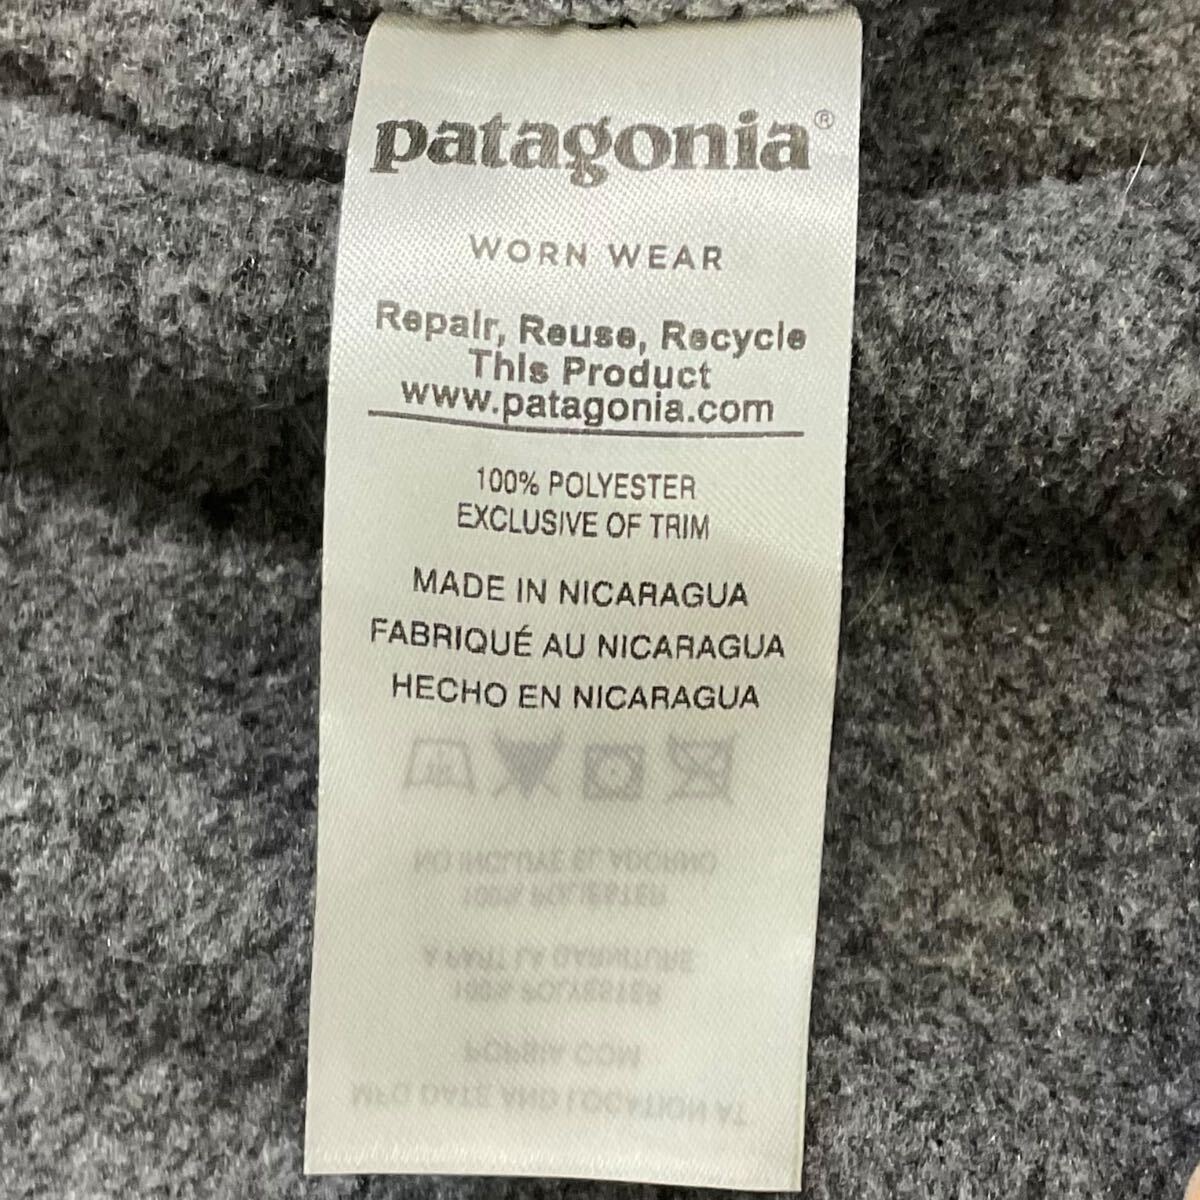 patagonia®
WORN WEAR
Repair, Reuse, Recycle
This Product
www.patagonia.com
100% POLYESTER
EXCLUSIVE OF TRIM
MADE IN NICARAGUA
FABRIQUÉ AU NICARAGUA
HECHO EN NICARAGUA